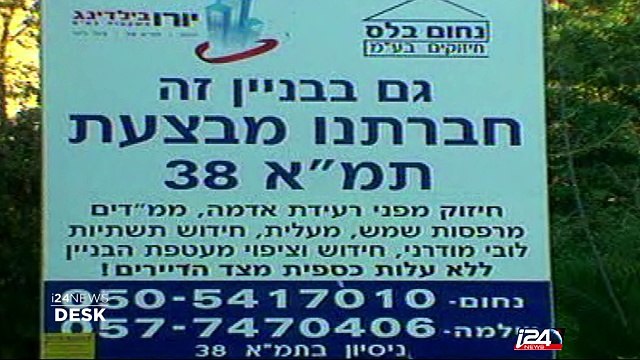 יורו בילדינג
נחום בלס
חיזוקים בע"מ
גם בבניין זה
חברתנו מבצעת
תמ"א 38
חיזוק מפני רעידת אדמה, ממ"דים
מרפסות שמש, מעלית, חידוש תשתיות
לובי מודרני, חידוש וציפוי מעטפת הבניין
ללא עלות כספית מצד הדיירים!
נחום- 050-5417010
שלמה- 057-7470406
ניסיון בתמ"א 38
i24NEWS
DESK
i24
NEWS